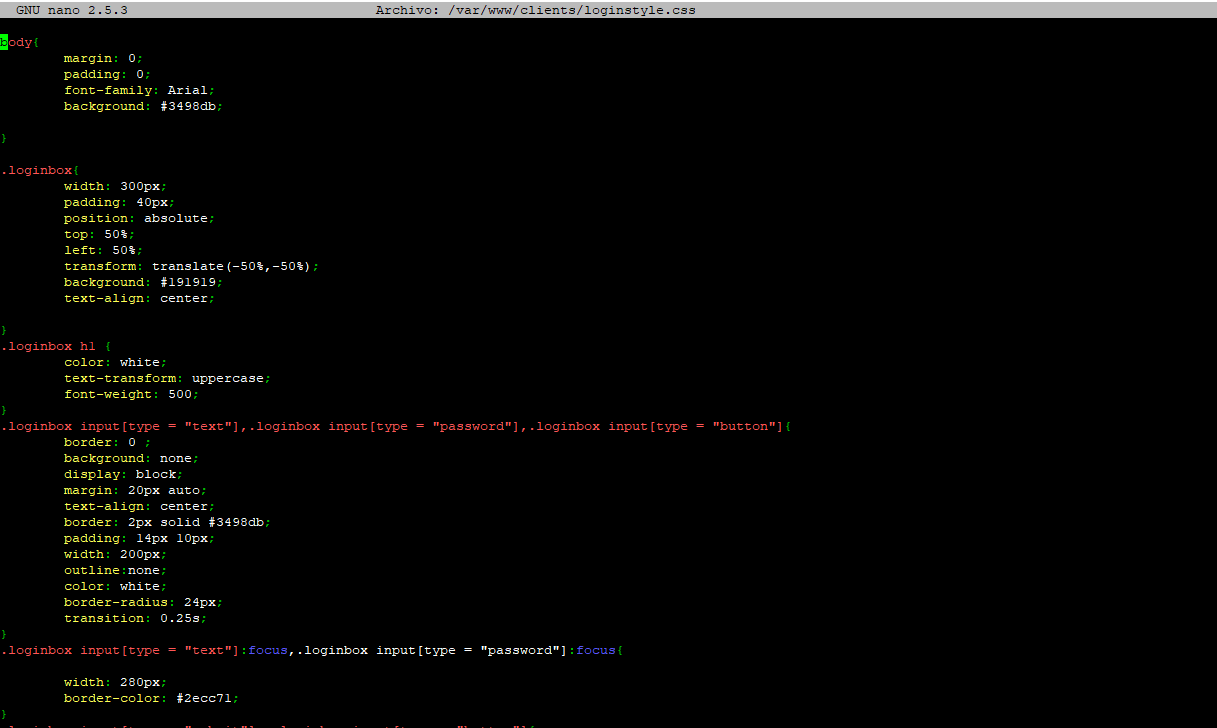 GNU nano 2.5.3 Archivo: /var/www/clients/loginstyle.css
body{
margin: 0;
padding: 0;
font-family: Arial;
background: #3498db;
}
.loginbox{
width: 300px;
padding: 40px;
position: absolute;
top: 50%;
left: 50%;
transform: translate(-50%,-50%);
background: #191919;
text-align: center;
}
.loginbox h1 {
color: white;
text-transform: uppercase;
font-weight: 500;
}
.loginbox input[type = "text"],.loginbox input[type = "password"],.loginbox input[type = "button"]{
border: 0 ;
background: none;
display: block;
margin: 20px auto;
text-align: center;
border: 2px solid #3498db;
padding: 14px 10px;
width: 200px;
outline:none;
color: white;
border-radius: 24px;
transition: 0.25s;
}
.loginbox input[type = "text"]:focus,.loginbox input[type = "password"]:focus{
width: 280px;
border-color: #2ecc71;
}